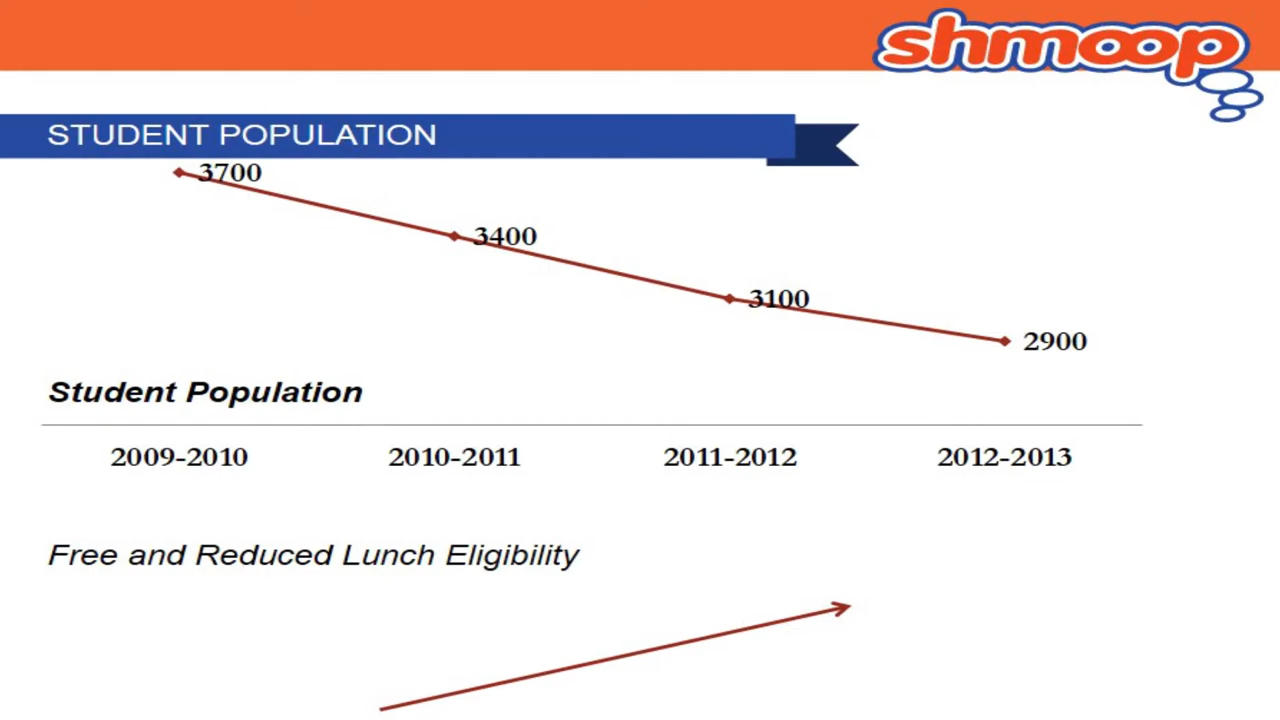 shmoop
STUDENT POPULATION
3700
3400
3100
2900
Student Population
2009-2010 2010-2011 2011-2012 2012-2013
Free and Reduced Lunch Eligibility